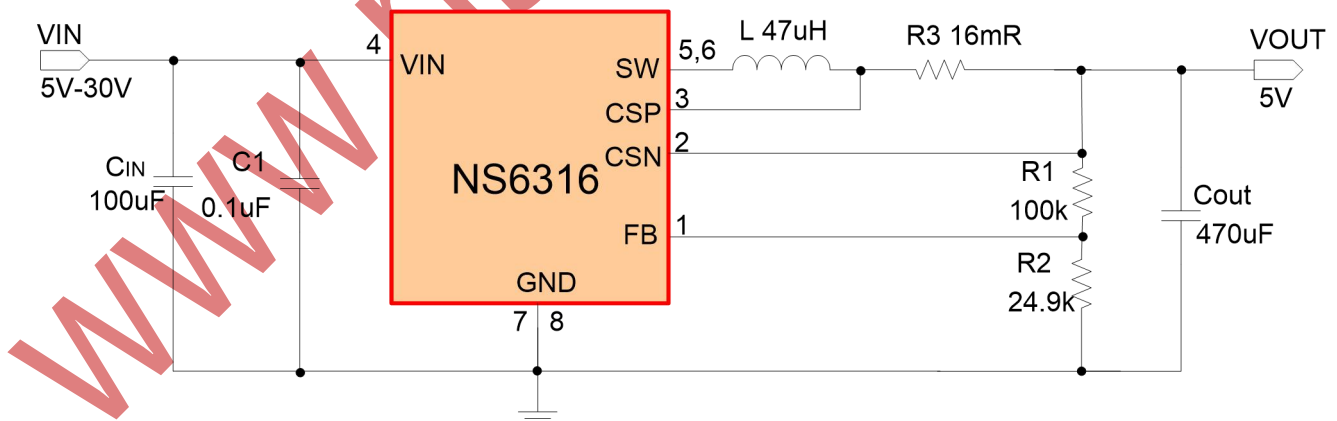 VIN
5V-30V
CIN
100uF
C1
0.1uF
4
VIN
NS6316
SW
CSP
CSN
FB
GND
5,6
3
2
1
7 8
L 47uH
R3 16mR
R1
100k
R2
24.9k
Cout
470uF
VOUT
5V
www